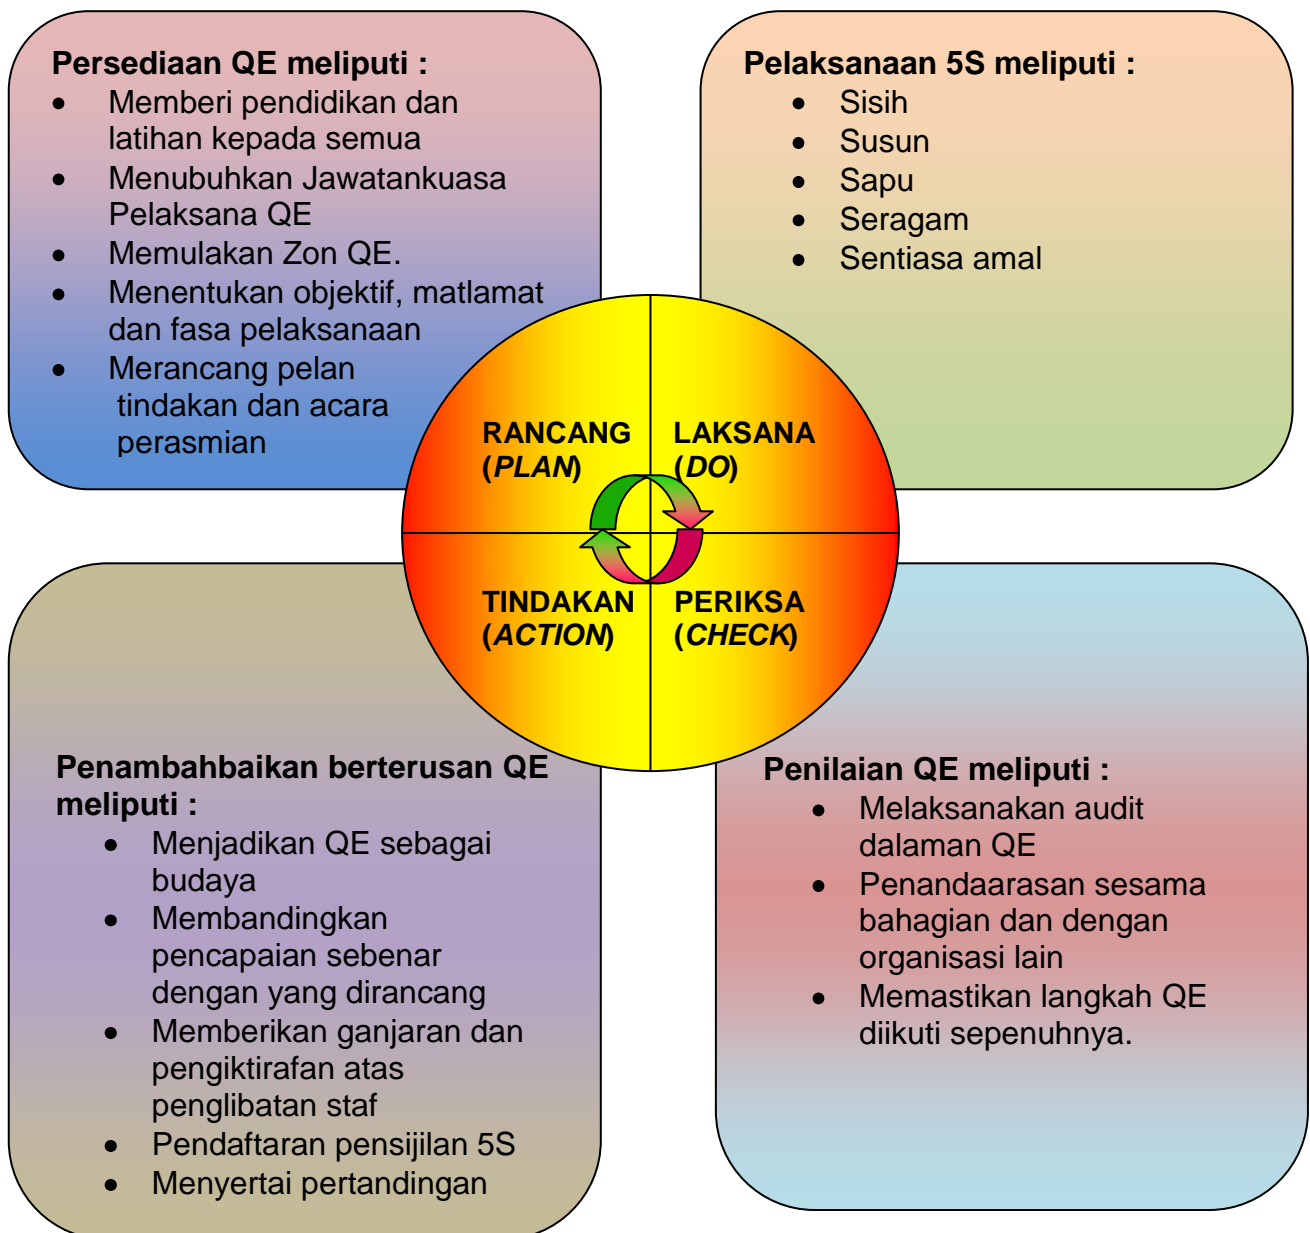 Persediaan QE meliputi :
• Memberi pendidikan dan
latihan kepada semua
• Menubuhkan Jawatankuasa
Pelaksana QE
• Memulakan Zon QE.
• Menentukan objektif, matlamat
dan fasa pelaksanaan
• Merancang pelan
tindakan dan acara
perasmian
Pelaksanaan 5S meliputi :
• Sisih
• Susun
• Sapu
• Seragam
• Sentiasa amal
RANCANG
(PLAN)
LAKSANA
(DO)
TINDAKAN
(ACTION)
PERIKSA
(CHECK)
Penambahbaikan berterusan QE
meliputi :
• Menjadikan QE sebagai
budaya
• Membandingkan
pencapaian sebenar
dengan yang dirancang
• Memberikan ganjaran dan
pengiktirafan atas
penglibatan staf
• Pendaftaran pensijilan 5S
• Menyertai pertandingan
Penilaian QE meliputi :
• Melaksanakan audit
dalaman QE
• Penandaarasan sesama
bahagian dan dengan
organisasi lain
• Memastikan langkah QE
diikuti sepenuhnya.